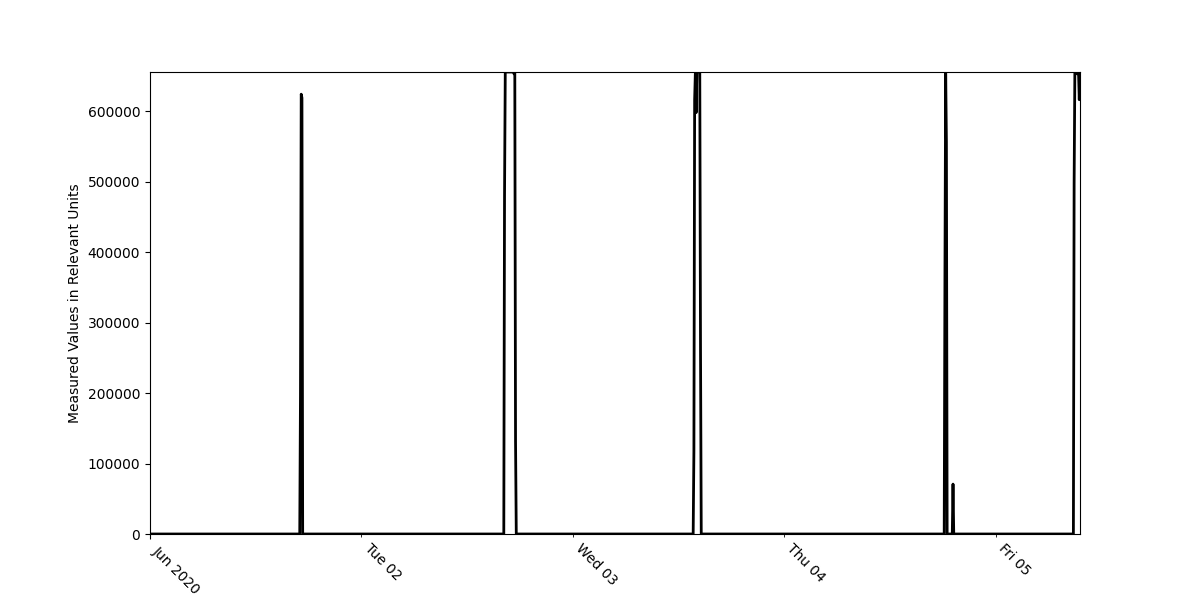 600000
500000
400000
300000
200000
100000
0
Measured Values in Relevant Units
Jun 2020
Tue 02
Wed 03
Thu 04
Fri 05